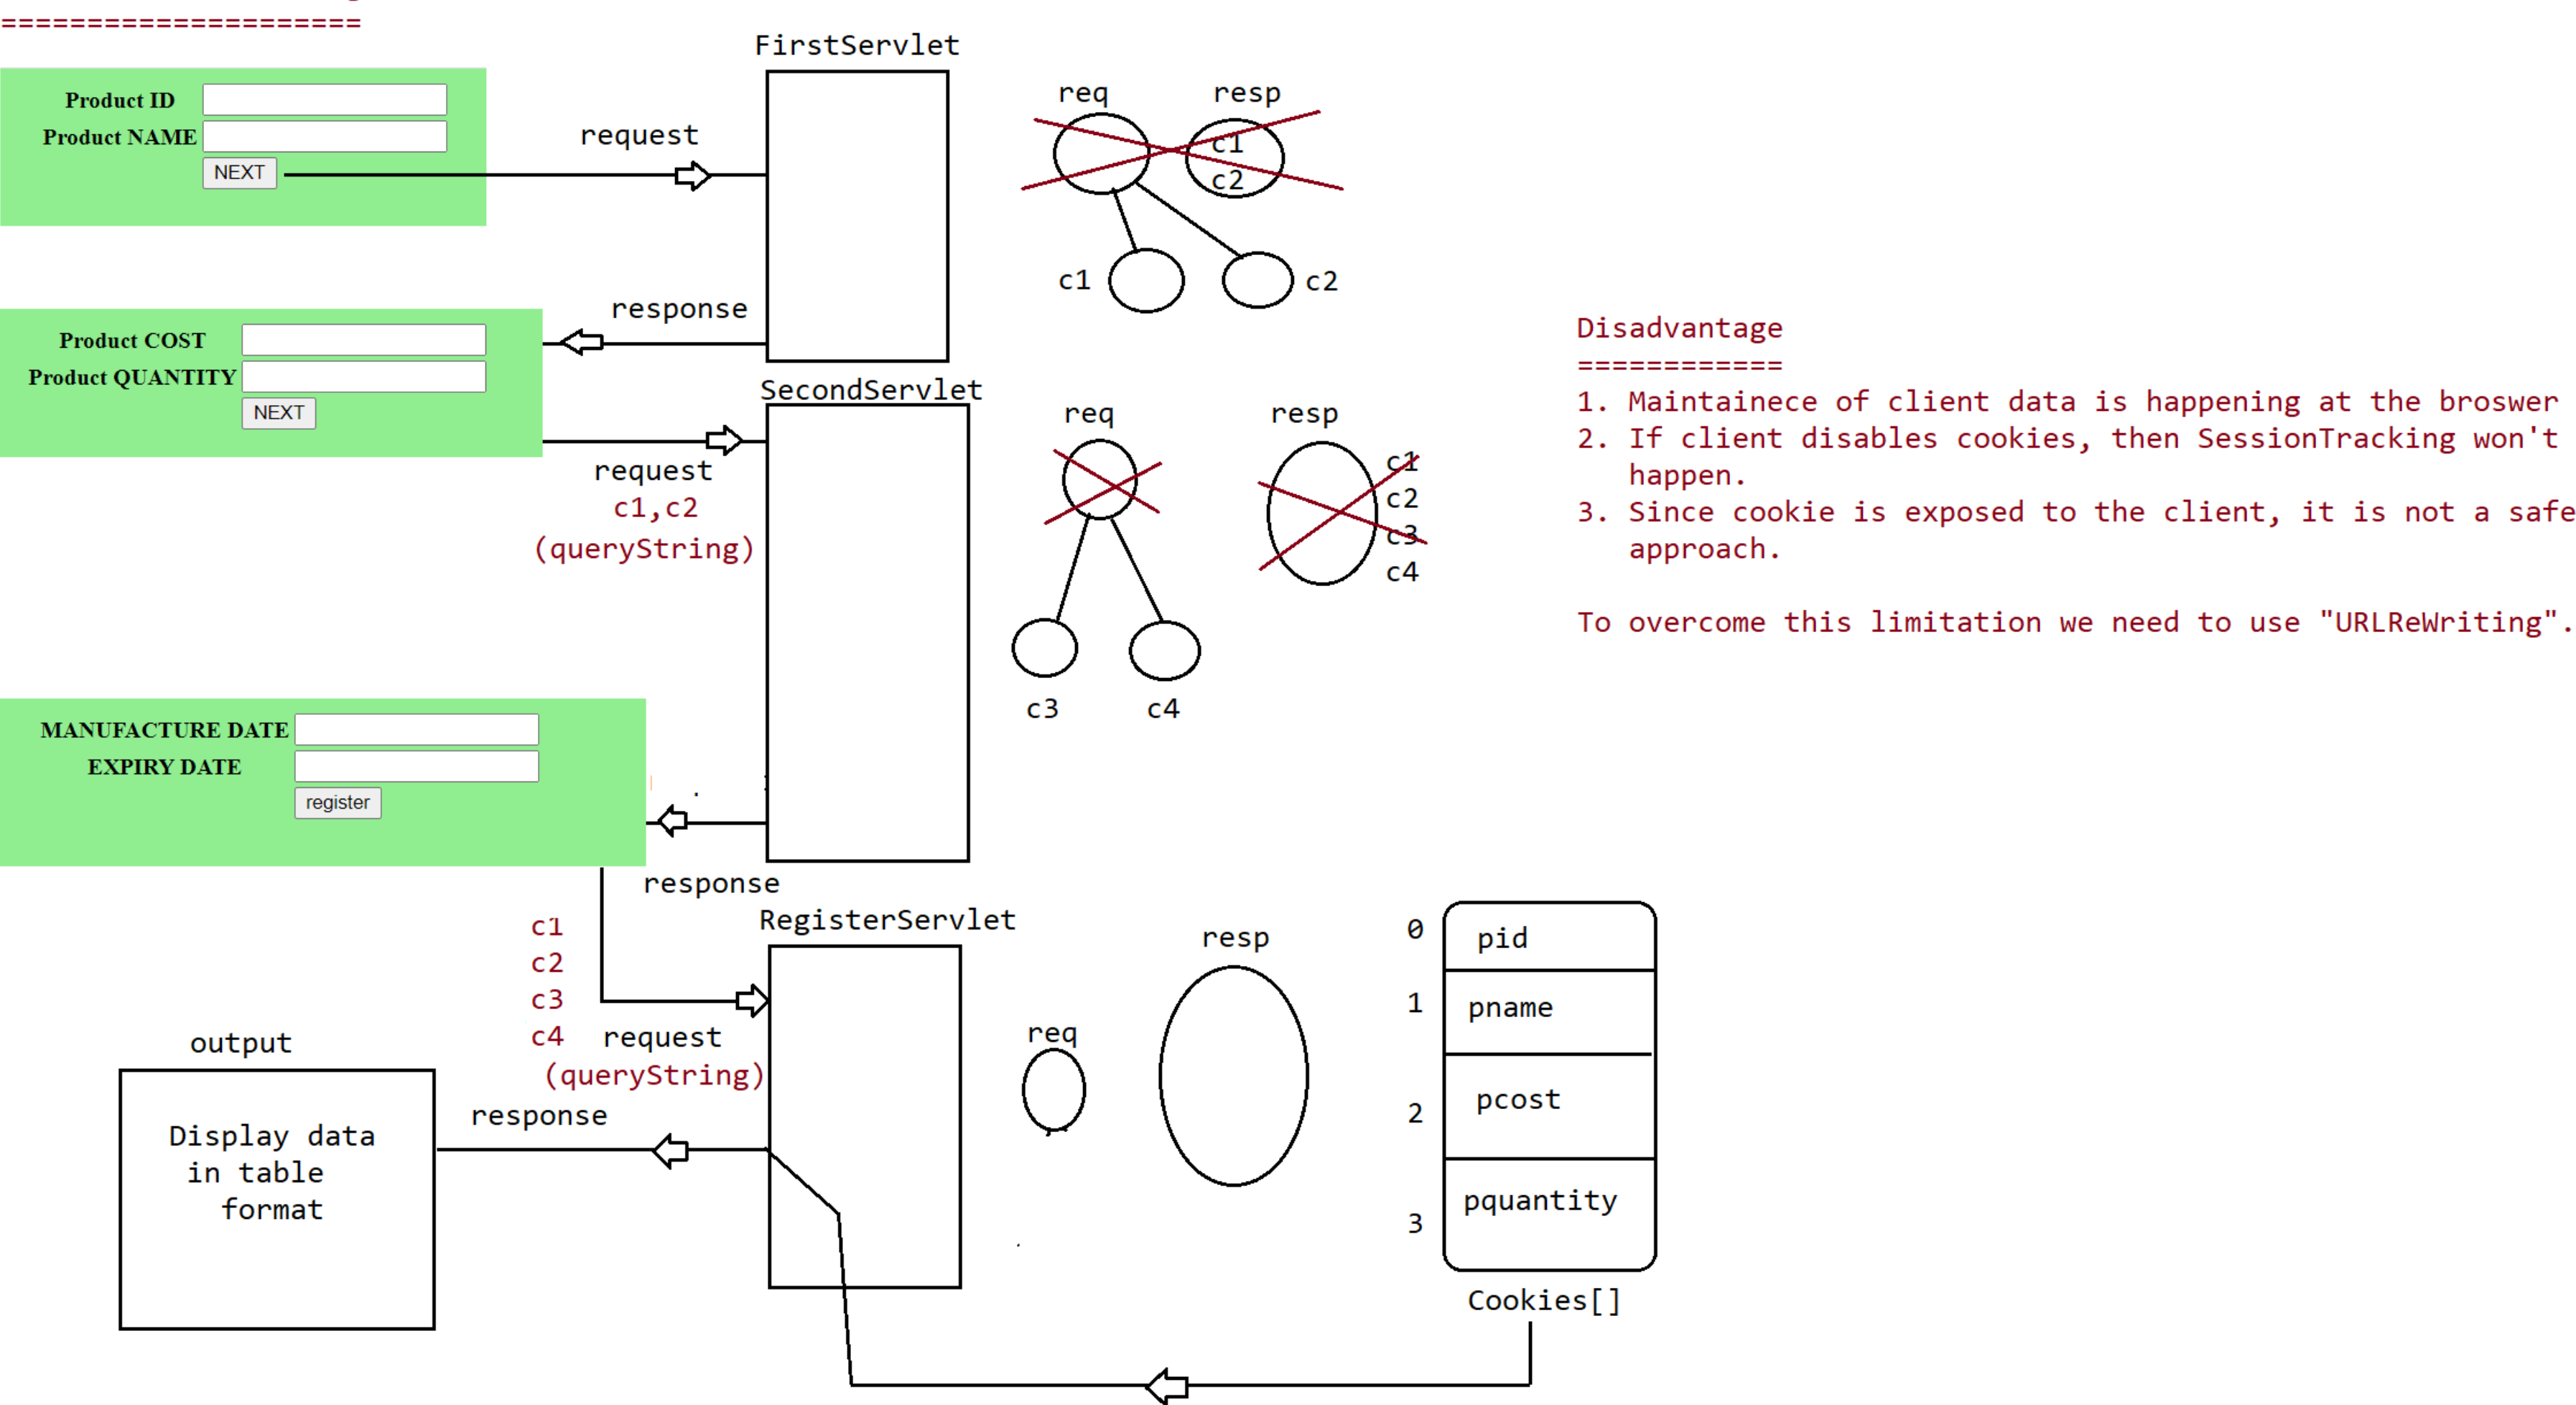 ======================
FirstServlet
Product ID
Product NAME
NEXT
request
req
resp
c1
c2
c1
c2
response
Product COST
Product QUANTITY
NEXT
SecondServlet
request
c1,c2
(queryString)
req
resp
c1
c2
c3
c4
c3
c4
Disadvantage
============
1. Maintainece of client data is happening at the broswer
2. If client disables cookies, then SessionTracking won't
happen.
3. Since cookie is exposed to the client, it is not a safe
approach.
To overcome this limitation we need to use "URLReWriting".
MANUFACTURE DATE
EXPIRY DATE
register
response
RegisterServlet
c1
c2
c3
c4
request
(queryString)
response
req
resp
0
pid
1
pname
2
pcost
3
pquantity
Cookies[]
output
Display data
in table
format